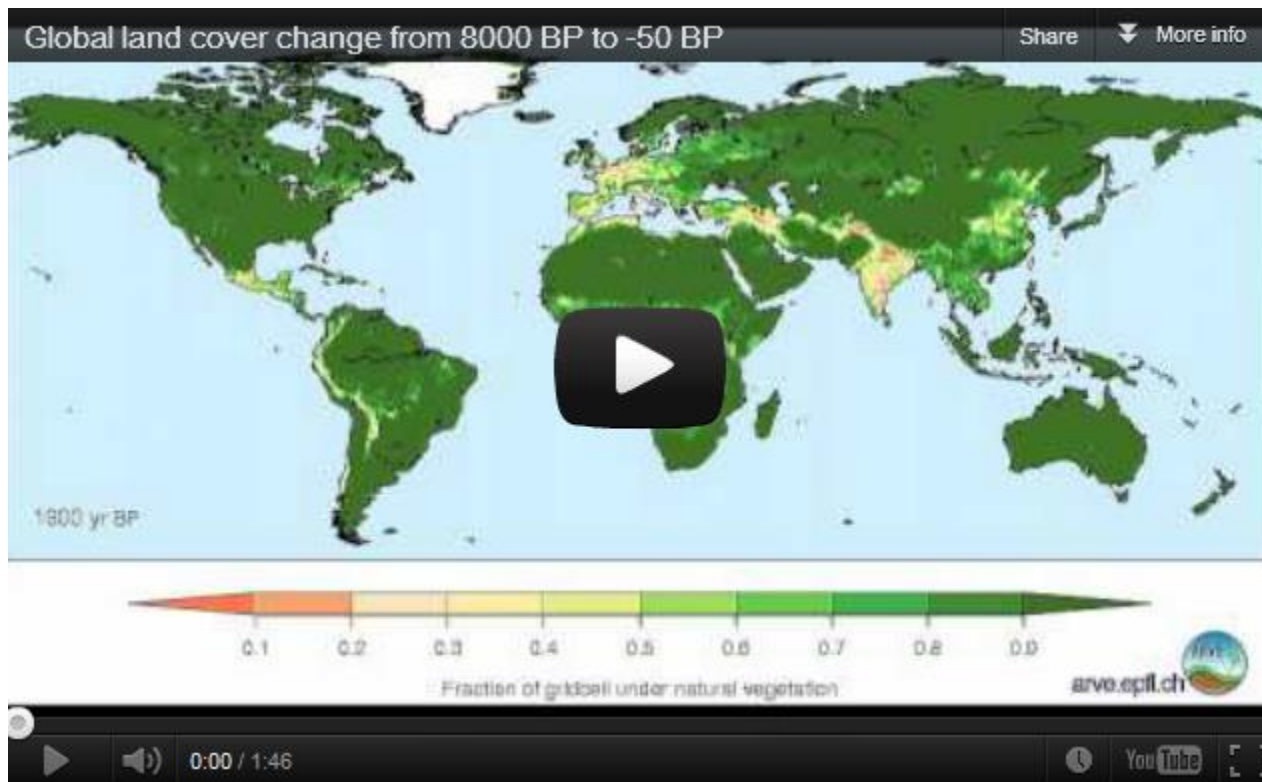 Global land cover change from 8000 BP to -50 BP
Share
More info
1800 yr BP
0.1 0.2 0.3 0.4 0.5 0.6 0.7 0.8 0.9
Fraction of gridcell under natural vegetation
arve.epfl.ch
0:00 / 1:46
YouTube